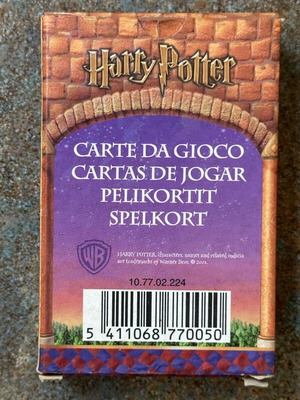 Harry Potter
CARTE DA GIOCO
CARTAS DE JOGAR
PELIKORTIT
SPELKORT
WB
HARRY POTTER, characters, names and related indicia
are trademarks of Warner Bros. © 2001.
10.77.02.224
5 411068 770050